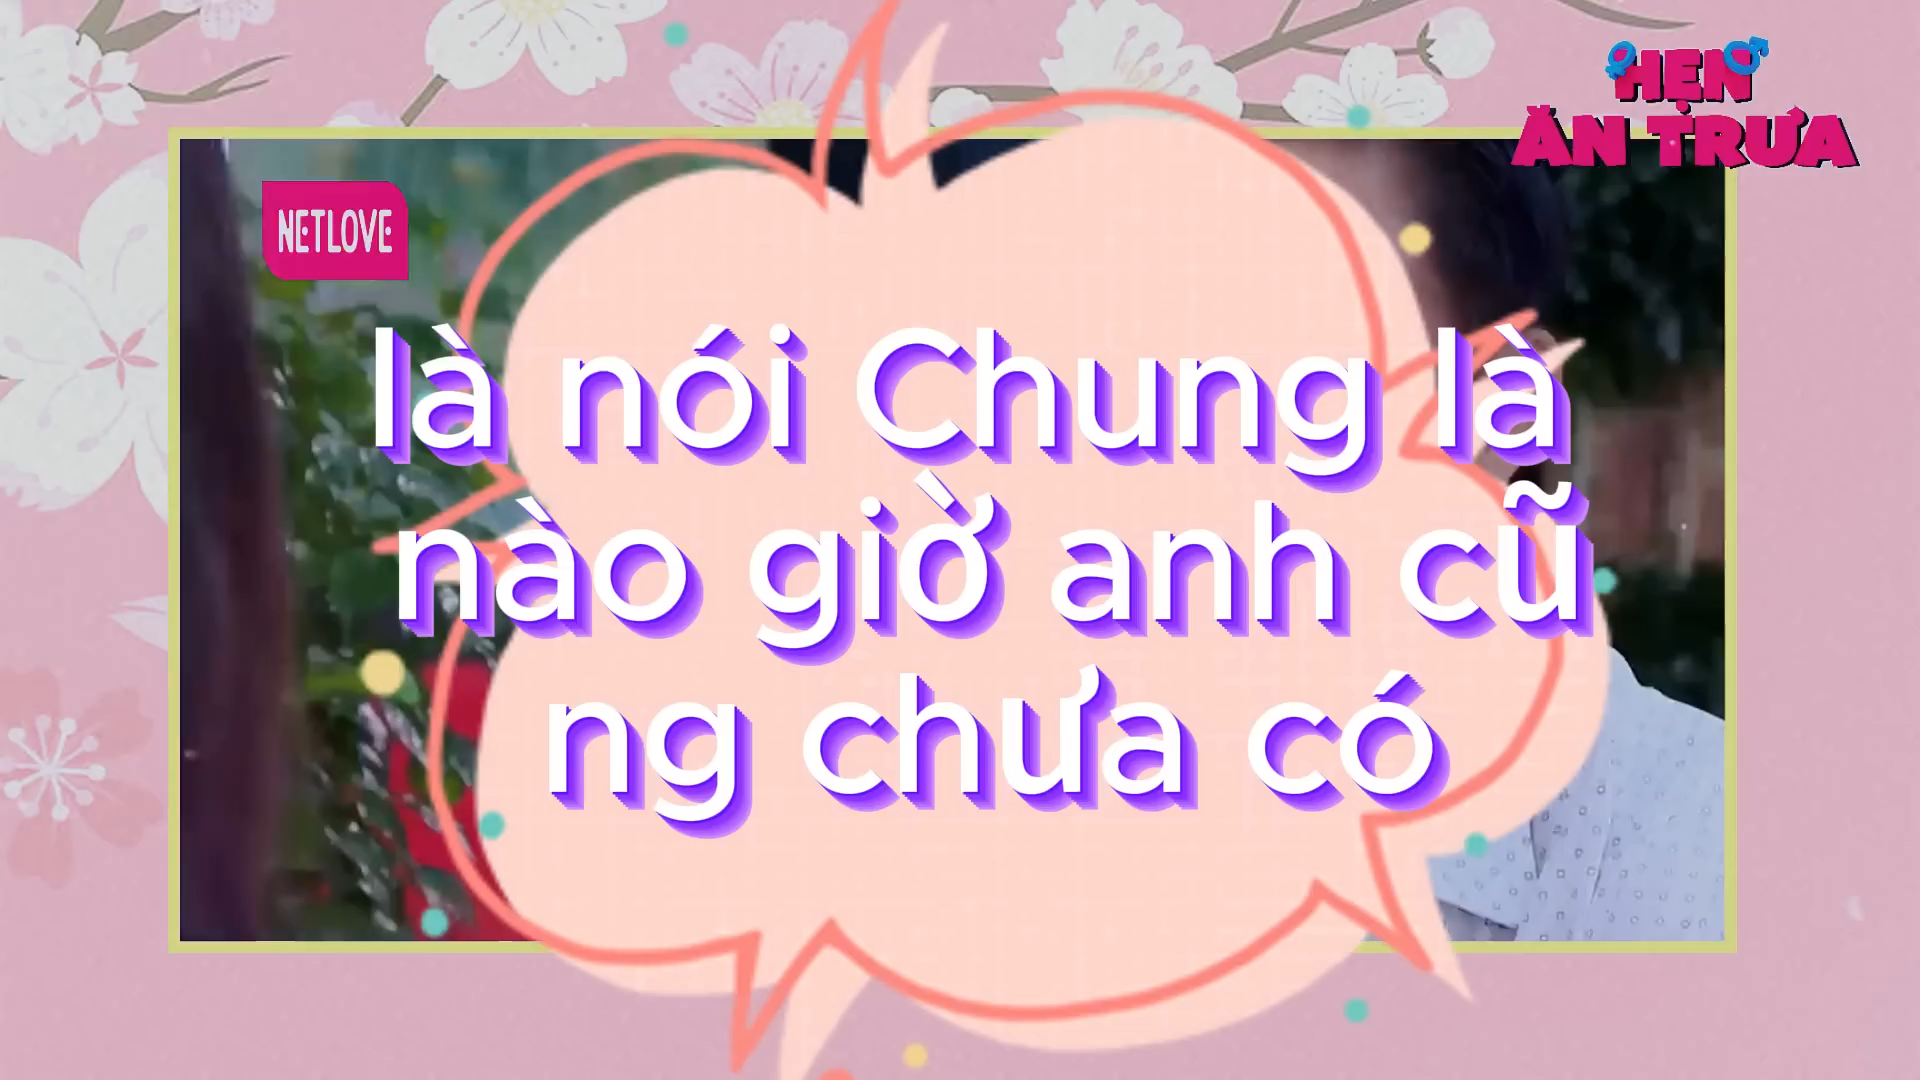 HẸN
ĂN TRƯA
NETLOVE
là nói Chung là
nào giờ anh cũ
ng chưa có